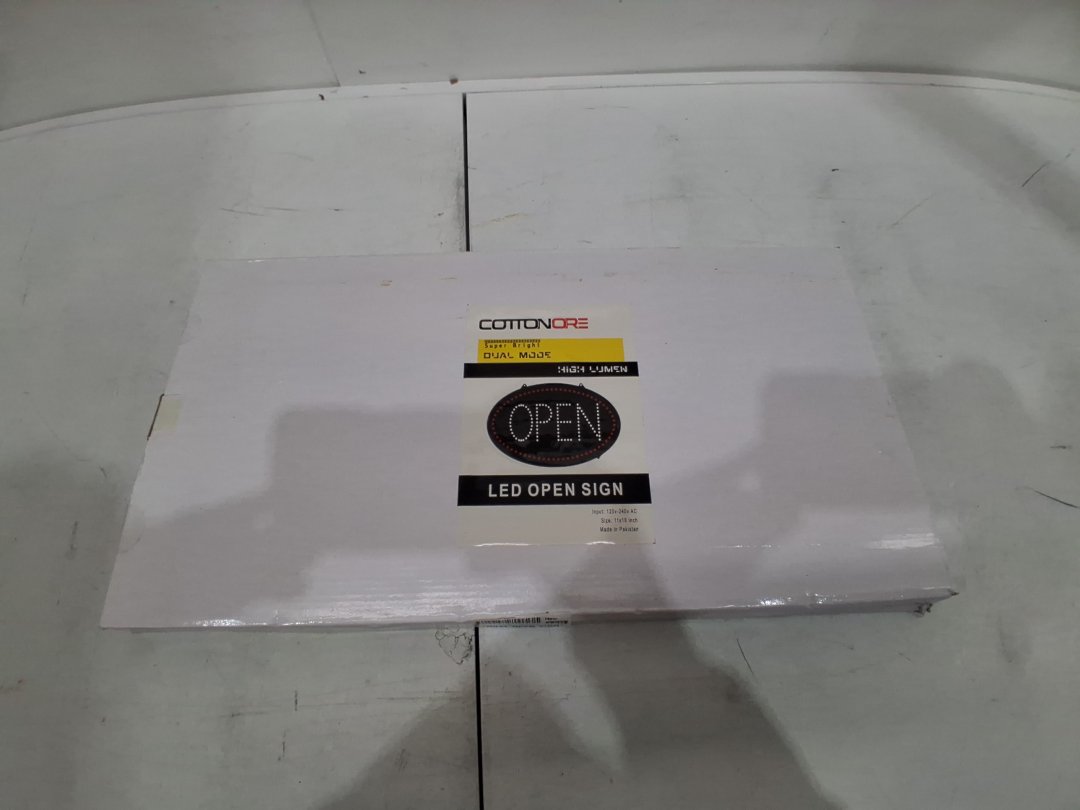 COTTONORE
Super Bright
DUAL MODE
HIGH LUMEN
OPEN
LED OPEN SIGN
Made in Pakistan